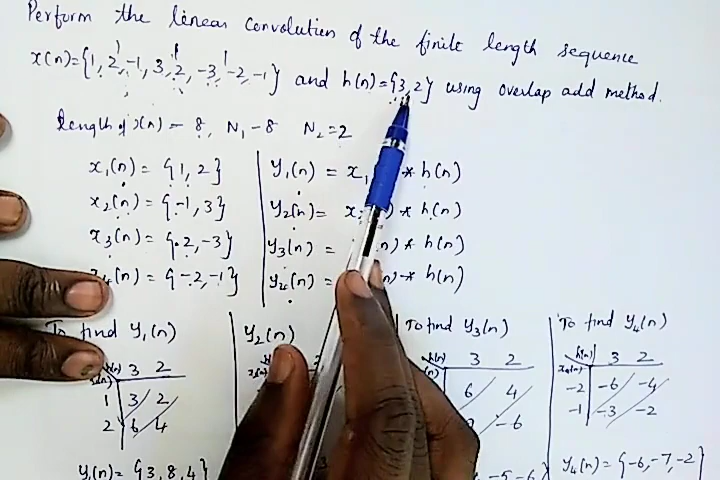 Perform the linear convolution of the finite length sequence
x(n)={1, 2, -1, 3, 2, -3, -2, -1} and h(n)={3, 2} using overlap add method.
Length of x(n) - 8, N₁ - 8 N₂ = 2
x₁(n) = {1, 2} Y₁(n) = x₁ * h(n)
x₂(n) = {-1, 3} Y₂(n) = ) * h(n)
x₃(n) = {2, -3} Y₃(n) = n) * h(n)
(n) = {-2, -1} Y₄(n) = n) * h(n)
To find Y₁(n) Y₂(n) To find Y₃(n) To find Y₄(n)
h(n) 3 2 h(n) 3 2 h(n) 3 2
(n) (n) x₄(n)
1 3 2 6 4 -2 -6 -4
2 6 4 -6 -1 -3 -2
Y₁(n) = {3, 8, 4} -5 -6} Y₄(n) = {-6, -7, -2}